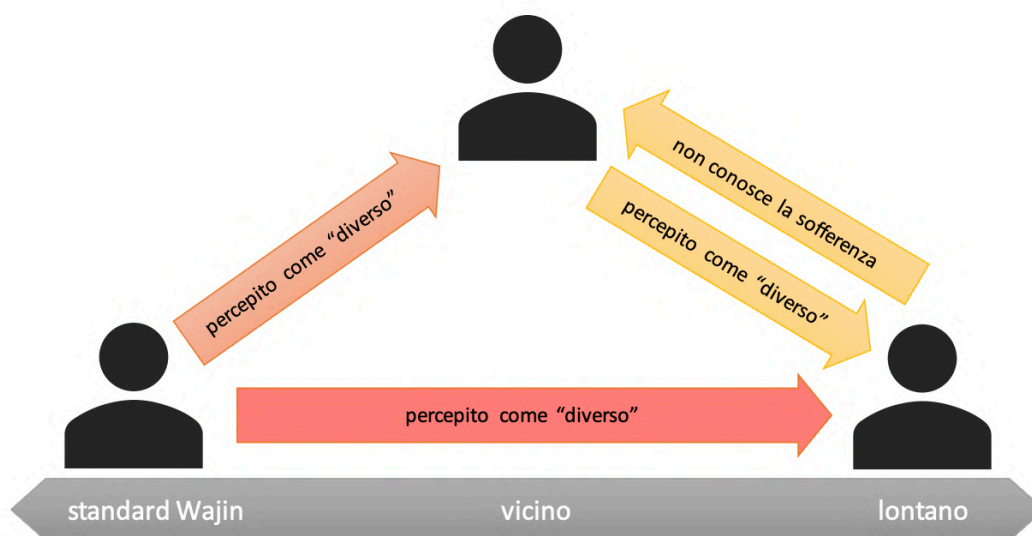 non conosce la sofferenza
percepito come “diverso”
percepito come “diverso”
percepito come “diverso”
standard Wajin
vicino
lontano